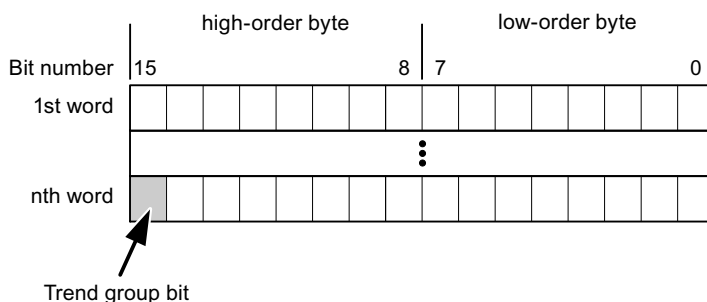 high-order byte low-order byte
Bit number 15 8 7 0
1st word
nth word
Trend group bit